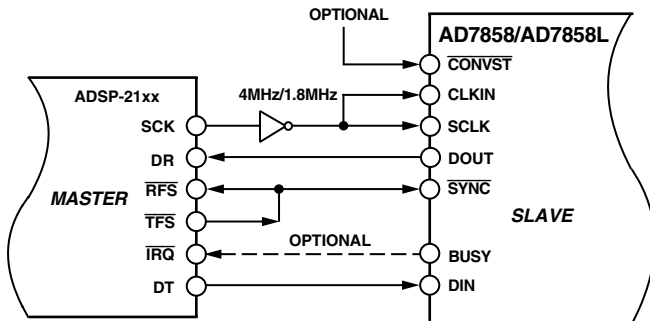 OPTIONAL
AD7858/AD7858L
CONVST
ADSP-21xx
4MHz/1.8MHz
CLKIN
SCK
SCLK
DR
DOUT
MASTER
RFS
SYNC
SLAVE
TFS
OPTIONAL
IRQ
BUSY
DT
DIN